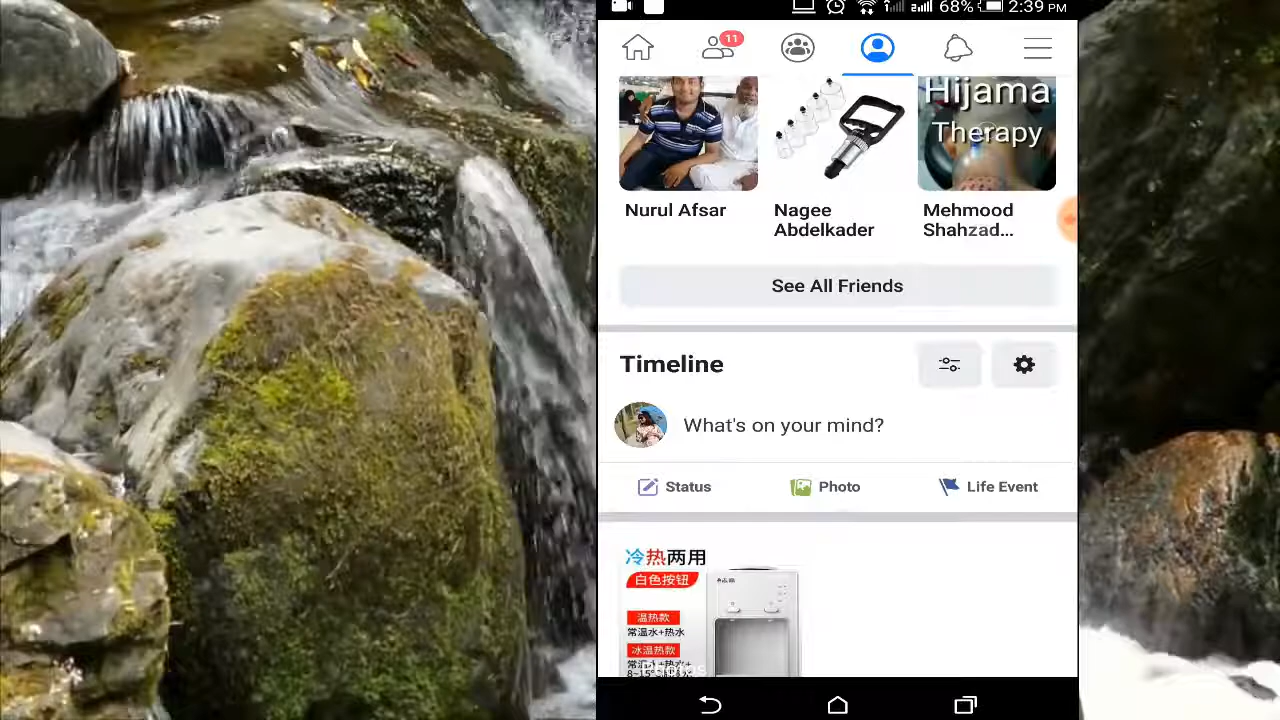 68% 2:39 PM
11
Hijama
Therapy
Nurul Afsar
Nagee
Abdelkader
Mehmood
Shahzad...
See All Friends
Timeline
What's on your mind?
Status
Photo
Life Event
冷热两用
白色按钮
温热款
常温水+热水
冰温热款
Photos